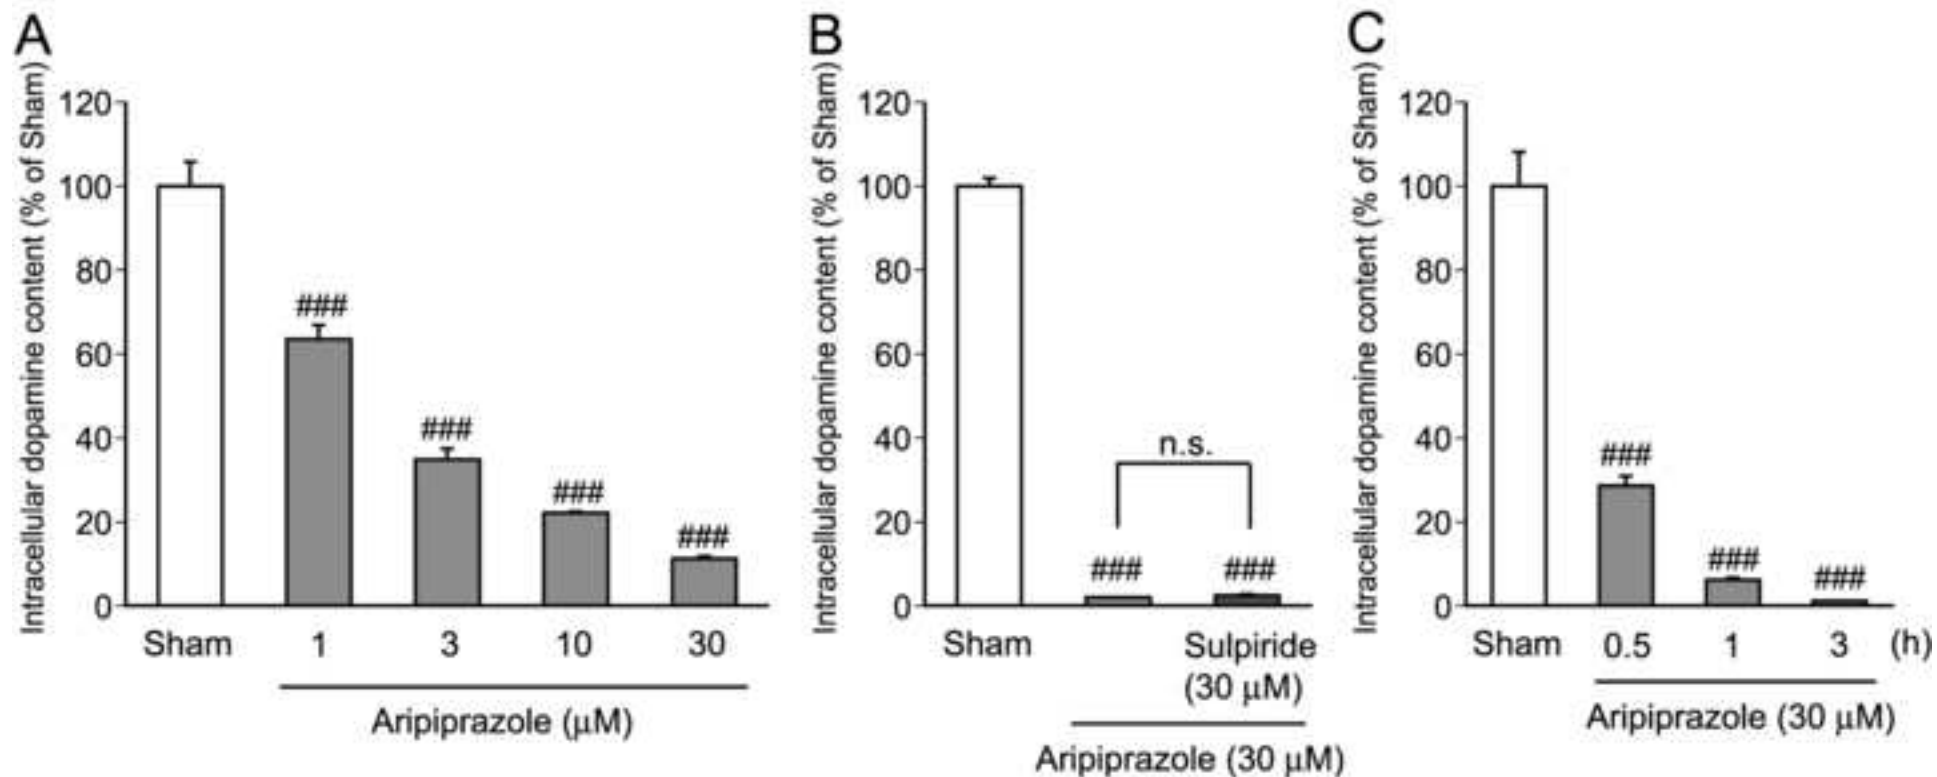 A
Intracellular dopamine content (% of Sham)
120
100
80
60
40
20
0
###
###
###
###
Sham 1 3 10 30
Aripiprazole (µM)
B
Intracellular dopamine content (% of Sham)
120
100
80
60
40
20
0
n.s.
### ###
Sham Sulpiride
(30 µM)
Aripiprazole (30 µM)
C
Intracellular dopamine content (% of Sham)
120
100
80
60
40
20
0
###
###
###
Sham 0.5 1 3 (h)
Aripiprazole (30 µM)